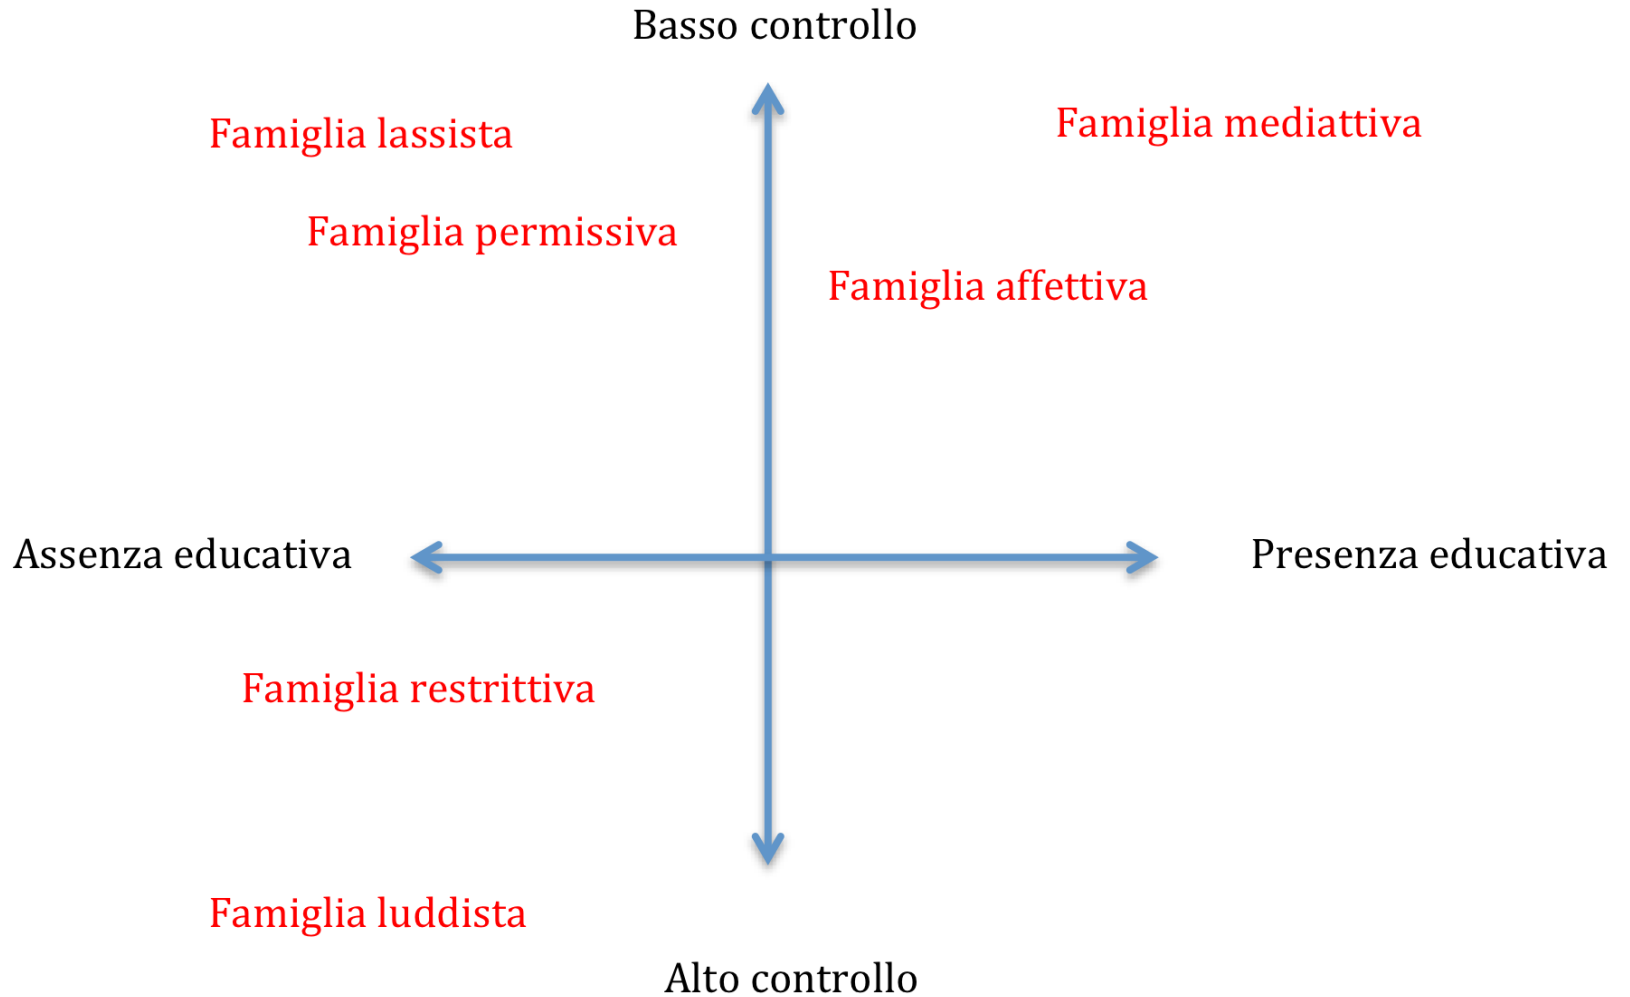 Basso controllo
Famiglia lassista
Famiglia mediattiva
Famiglia permissiva
Famiglia affettiva
Assenza educativa
Presenza educativa
Famiglia restrittiva
Famiglia luddista
Alto controllo